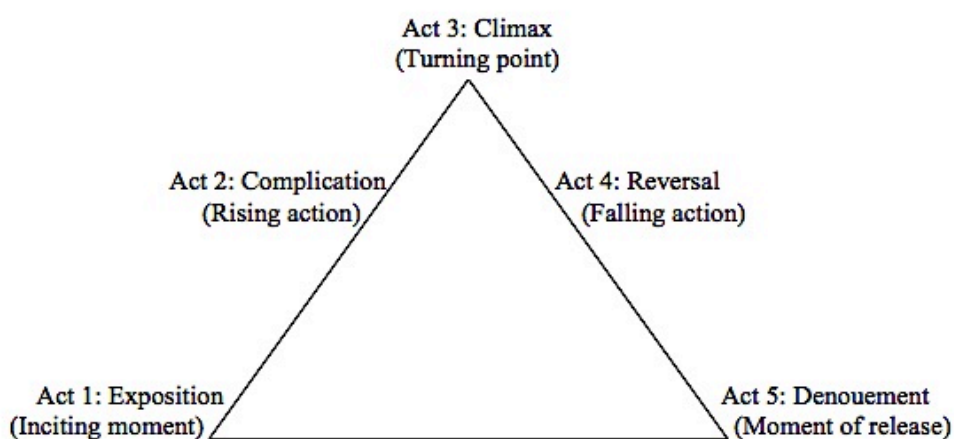 Act 3: Climax
(Turning point)
Act 2: Complication
(Rising action)
Act 4: Reversal
(Falling action)
Act 1: Exposition
(Inciting moment)
Act 5: Denouement
(Moment of release)